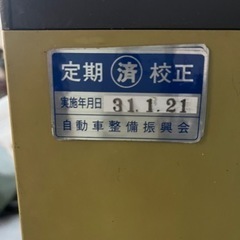 定期 済 校正
実施年月日 31.1.21
自動車整備振興会